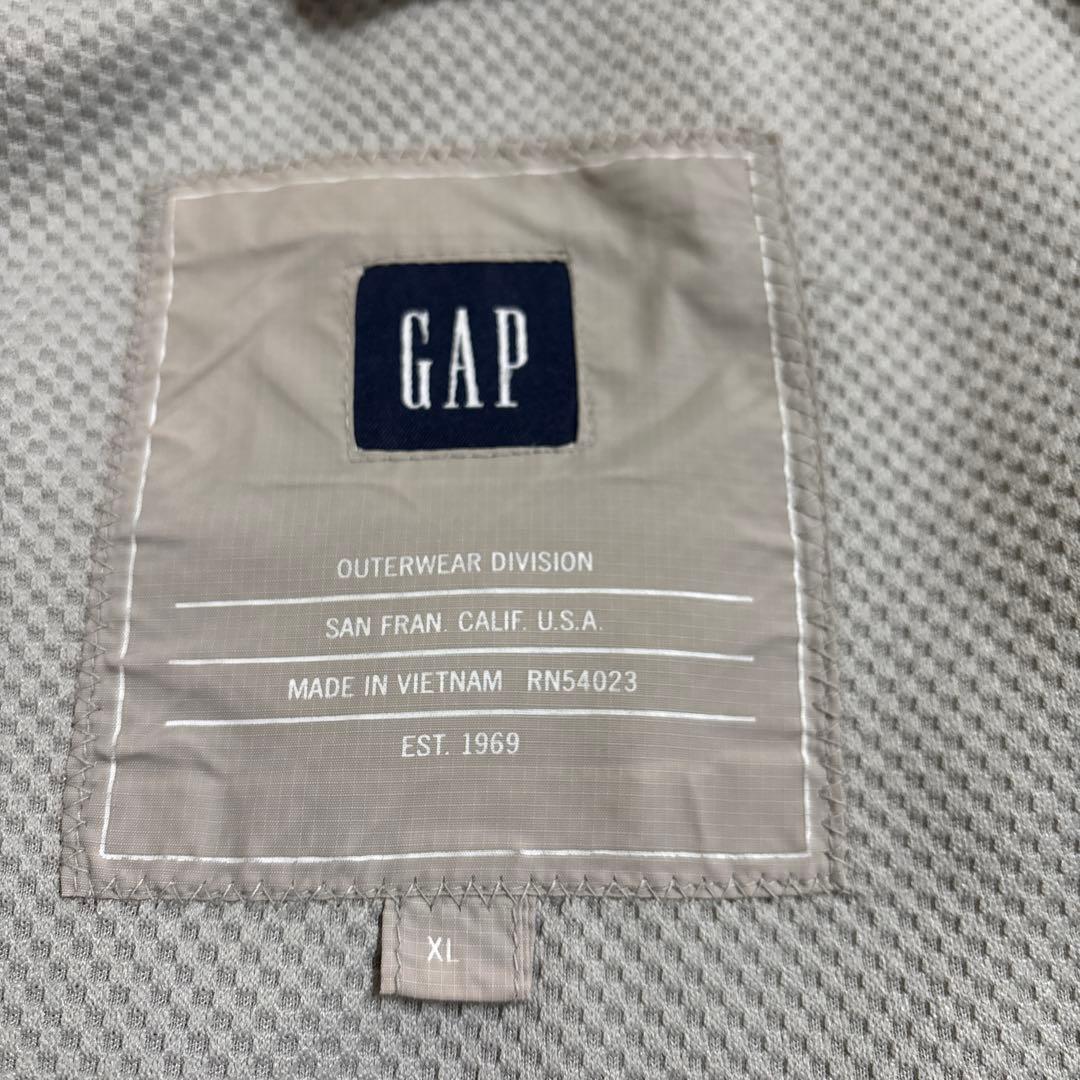 GAP
OUTERWEAR DIVISION
SAN FRAN. CALIF. U.S.A.
MADE IN VIETNAM RN54023
EST. 1969
XL